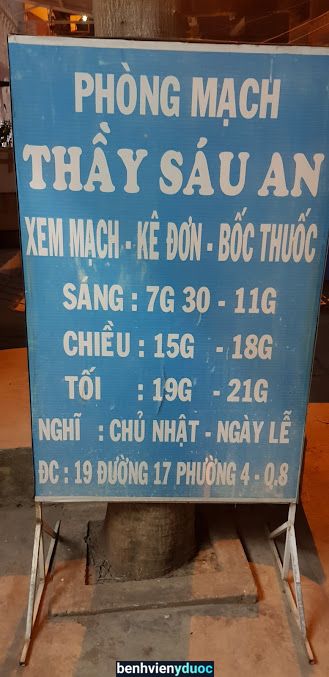 PHÒNG MẠCH
THẦY SÁU AN
XEM MẠCH - KÊ ĐƠN - BỐC THUỐC
SÁNG : 7G 30 - 11G
CHIỀU : 15G - 18G
TỐI : 19G - 21G
NGHĨ : CHỦ NHẬT - NGÀY LỄ
ĐC : 19 ĐƯỜNG 17 PHƯỜNG 4 - Q.8
benhvienyduoc